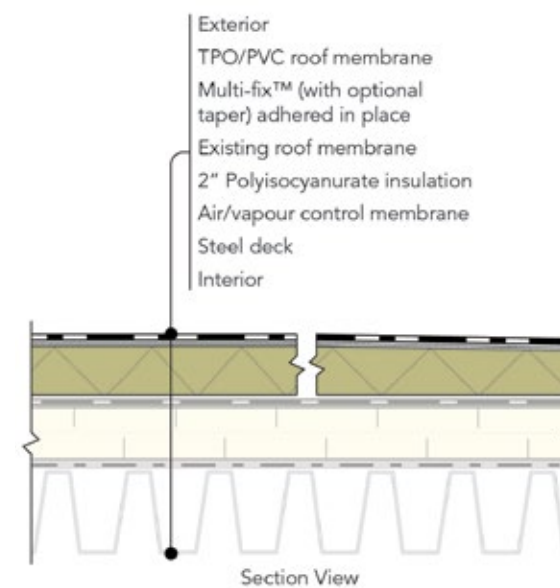 Exterior
TPO/PVC roof membrane
Multi-fix™ (with optional
taper) adhered in place
Existing roof membrane
2" Polyisocyanurate insulation
Air/vapour control membrane
Steel deck
Interior
Section View